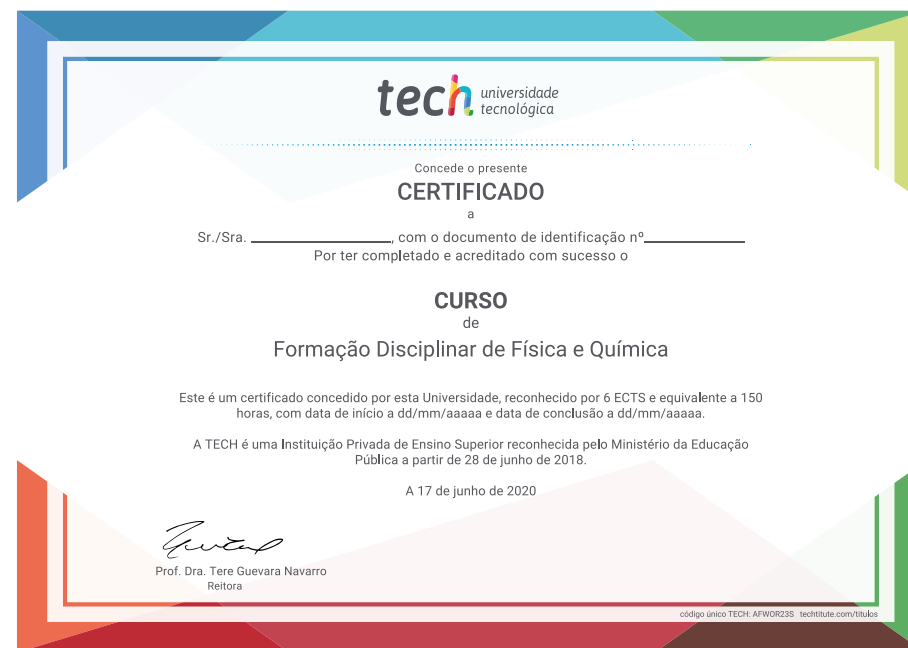 tech universidade
tecnológica
Concede o presente
CERTIFICADO
a
Sr./Sra. ____________________, com o documento de identificação nº______________
Por ter completado e acreditado com sucesso o
CURSO
de
Formação Disciplinar de Física e Química
Este é um certificado concedido por esta Universidade, reconhecido por 6 ECTS e equivalente a 150
horas, com data de início a dd/mm/aaaaa e data de conclusão a dd/mm/aaaaa.
A TECH é uma Instituição Privada de Ensino Superior reconhecida pelo Ministério da Educação
Pública a partir de 28 de junho de 2018.
A 17 de junho de 2020
Prof. Dra. Tere Guevara Navarro
Reitora
código único TECH: AFWOR23S techtitute.com/titulos